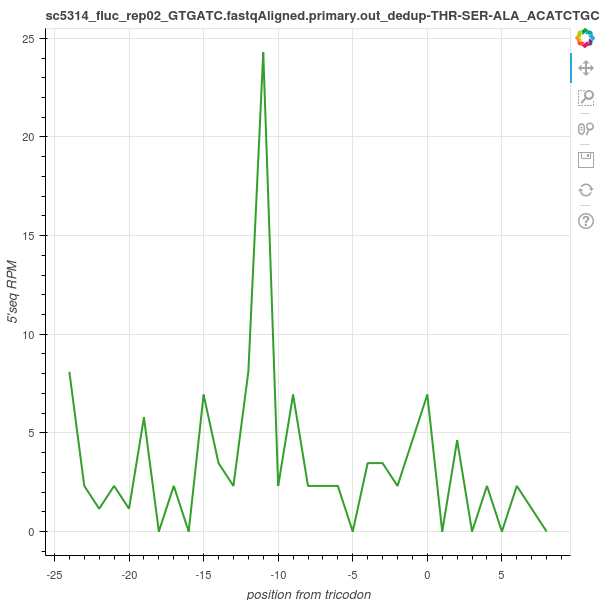 sc5314_fluc_rep02_GTGATC.fastqAligned.primary.out_dedup-THR-SER-ALA_ACATCTGC
25
20
15
10
5
0
5'seq RPM
-25 -20 -15 -10 -5 0 5
position from tricodon